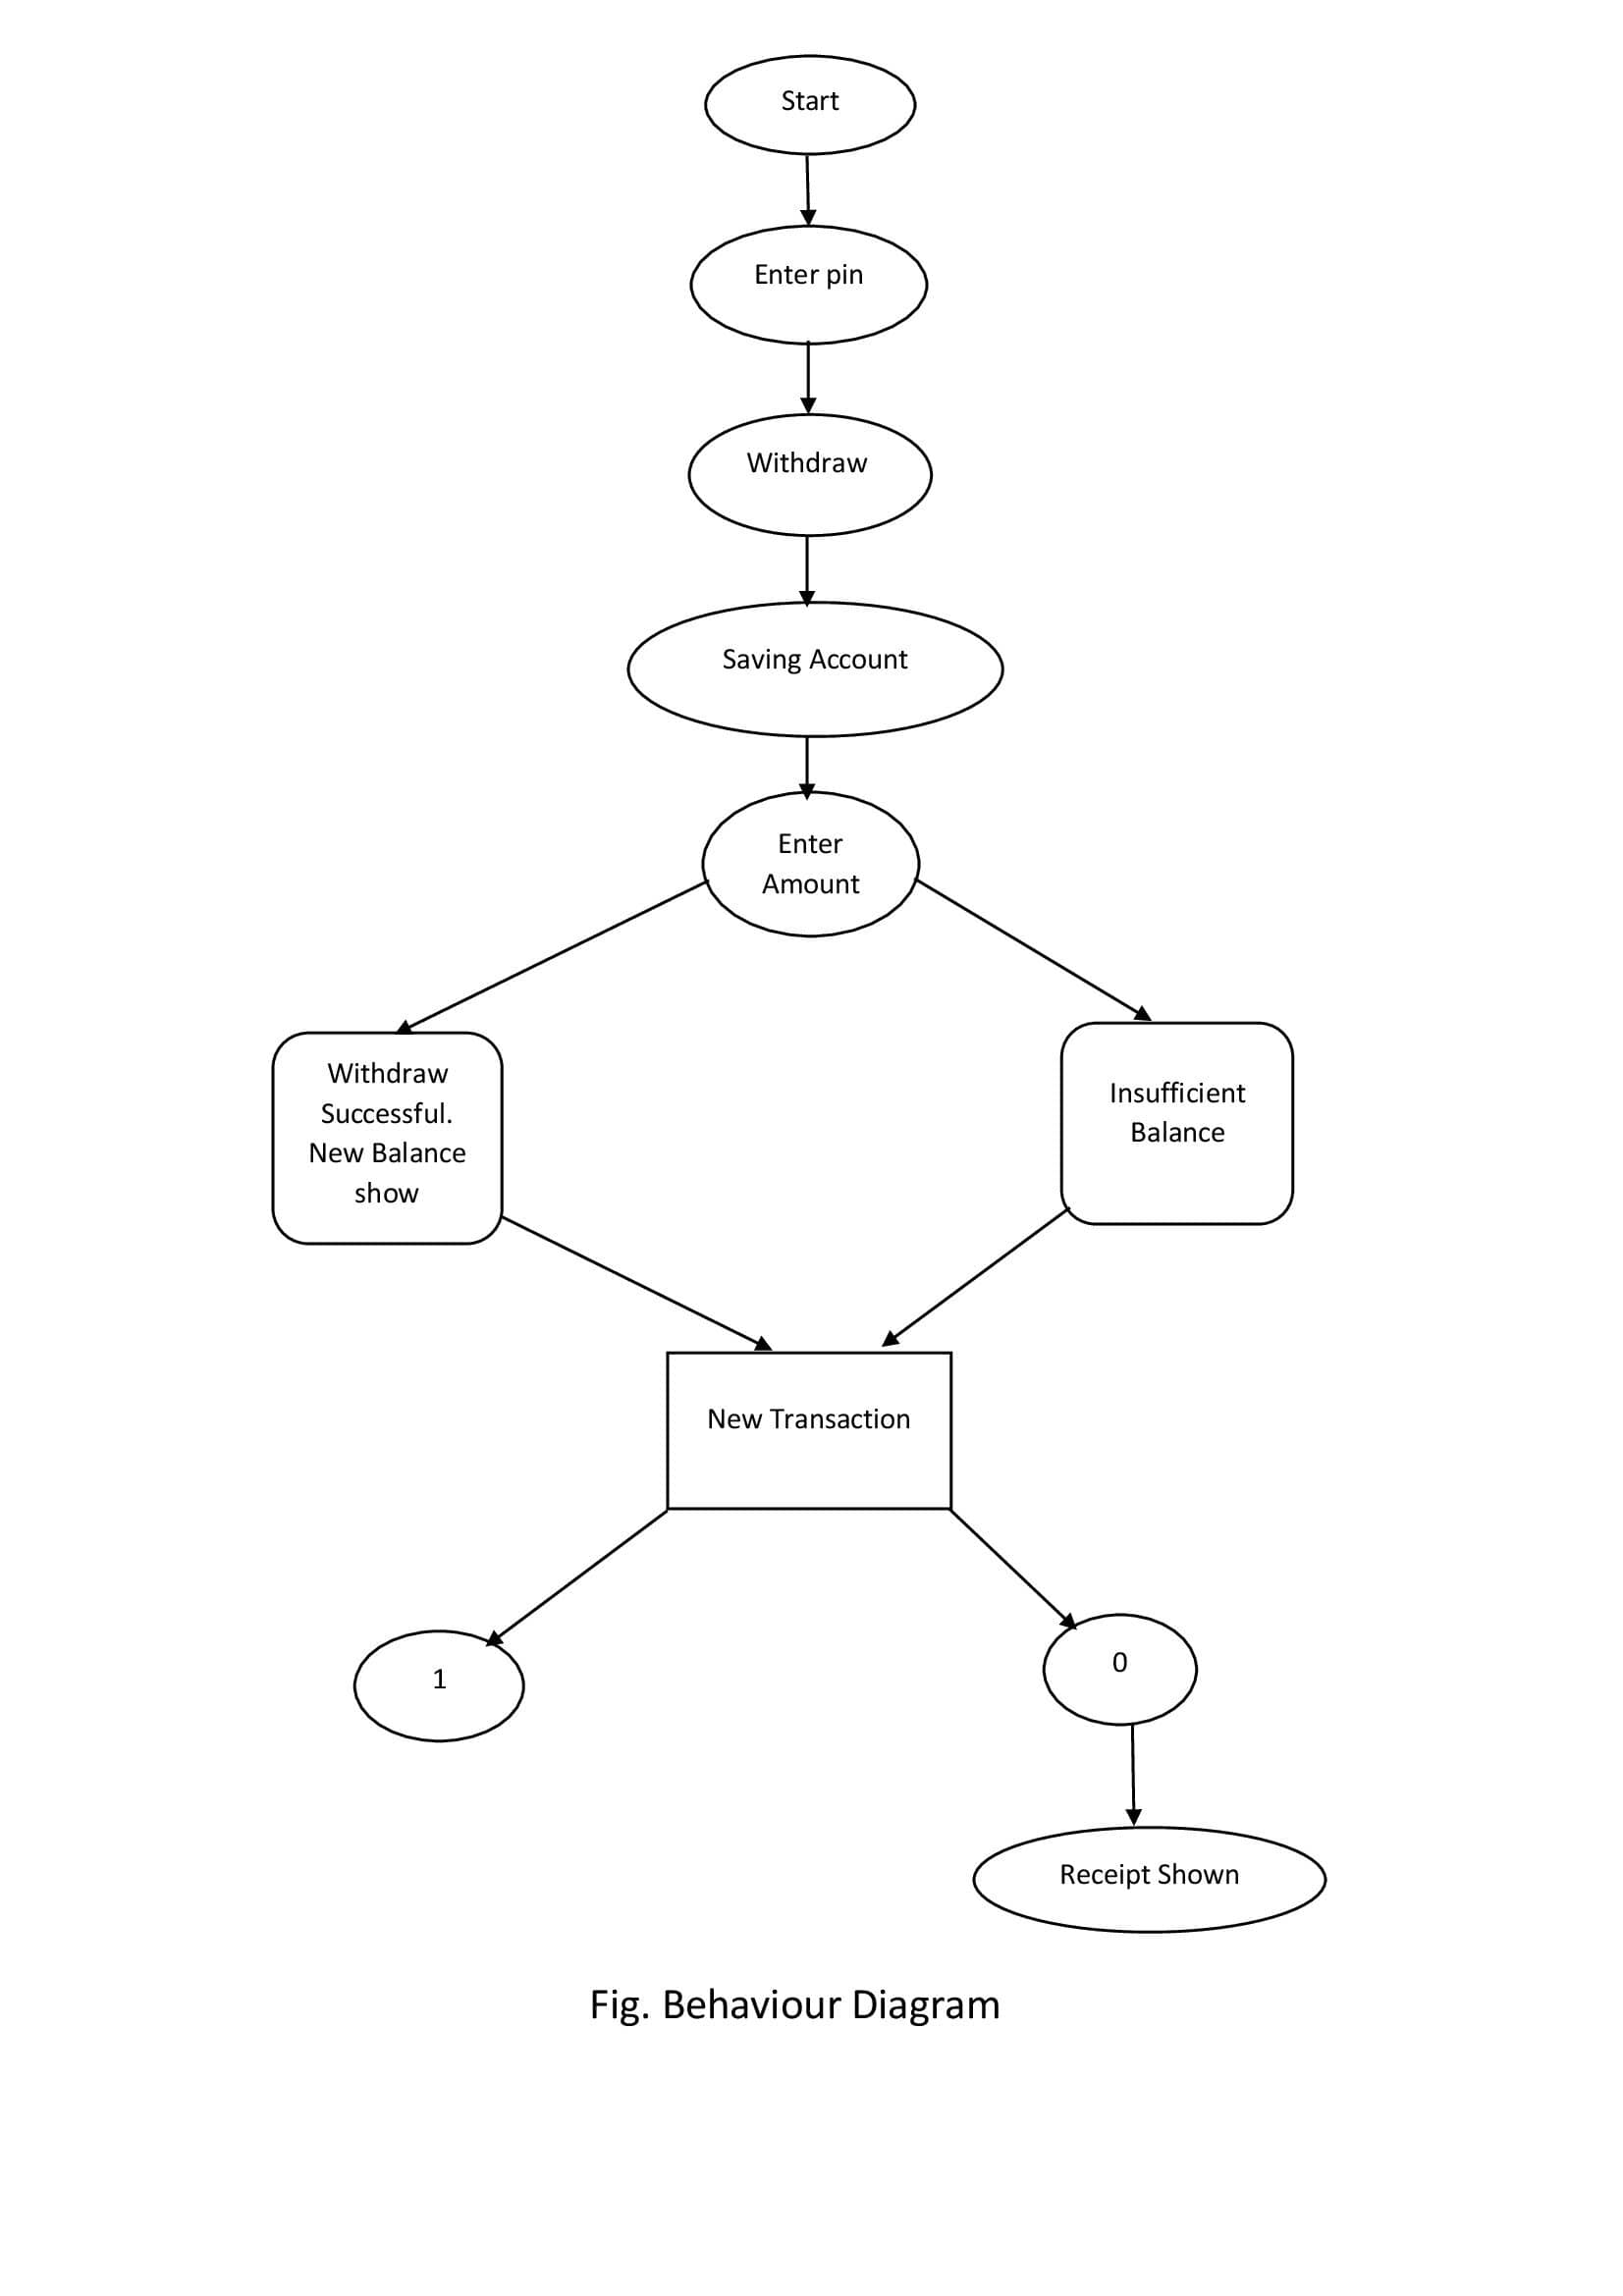 Start
Enter pin
Withdraw
Saving Account
Enter
Amount
Withdraw
Successful.
New Balance
show
Insufficient
Balance
New Transaction
1
0
Receipt Shown
Fig. Behaviour Diagram